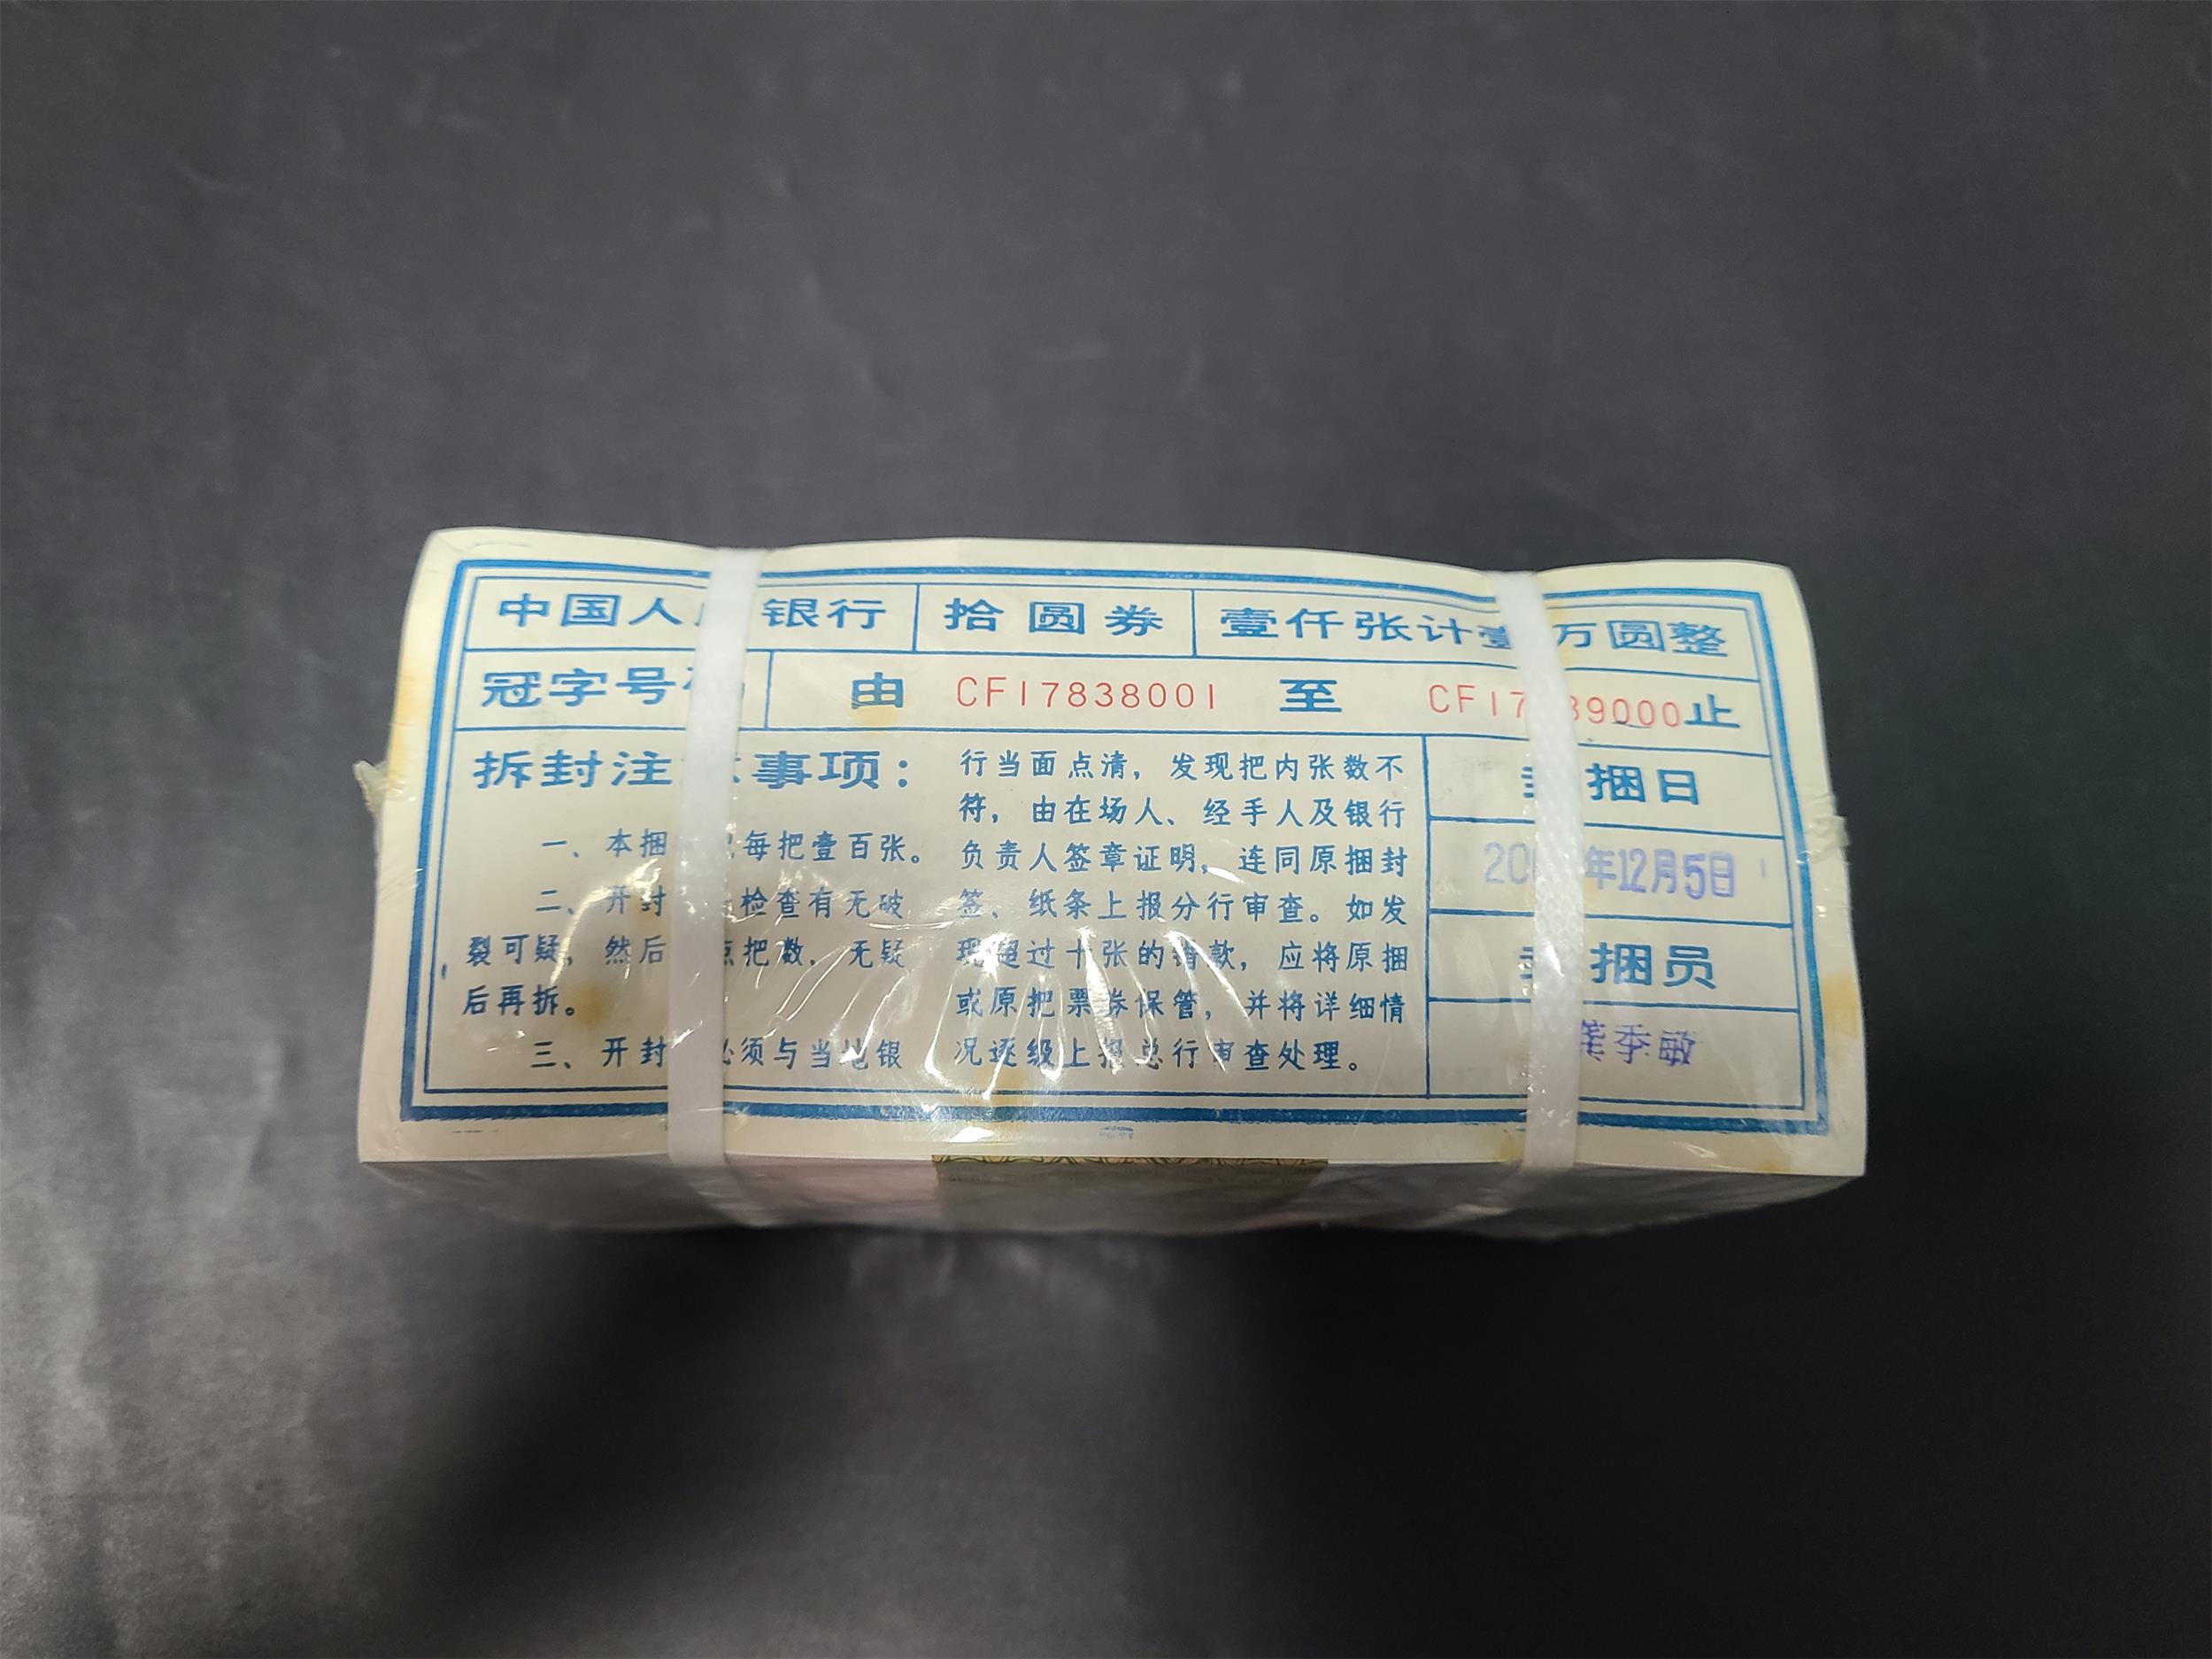 中国人 银行 拾圆券 壹仟张计壹万圆整
冠字号 由 CF17838001 至 CF17 39000止
拆封注 事项：
一、本捆 每把壹百张。
二、开封 检查有无破
裂可疑，然后 点把数，无疑
后再拆。
三、开封 必须与当地银
行当面点清，发现把内张数不
符，由在场人、经手人及银行
负责人签章证明，连同原捆封
签、纸条上报分行审查。如发
现超过十张的错款，应将原捆
或原把票券保管，并将详细情
况逐级上报总行审查处理。
捆日
20 年12月5日
捆员
季敏